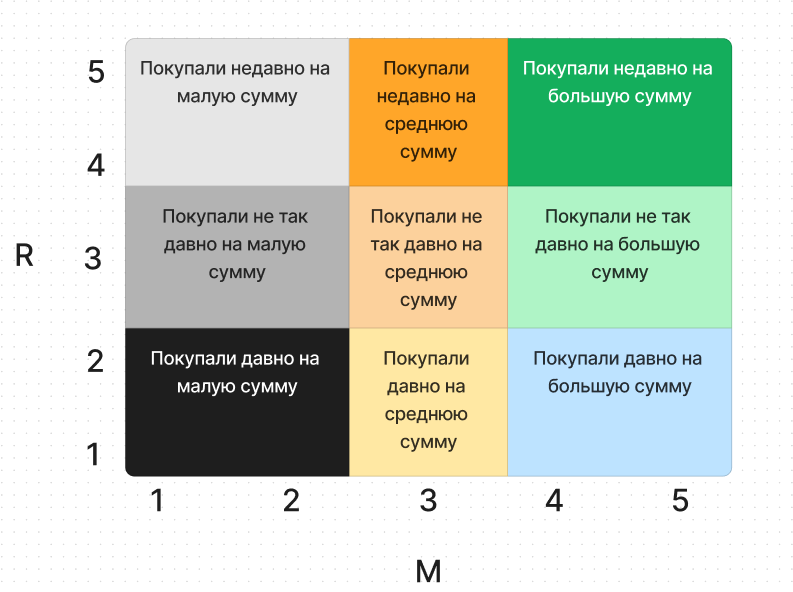 5
4
R
3
2
1
Покупали недавно на
малую сумму
Покупали
недавно на
среднюю
сумму
Покупали недавно на
большую сумму
Покупали не так
давно на малую
сумму
Покупали не
так давно на
среднюю
сумму
Покупали не так
давно на большую
сумму
Покупали давно на
малую сумму
Покупали
давно на
среднюю
сумму
Покупали давно на
большую сумму
1
2
3
4
5
M